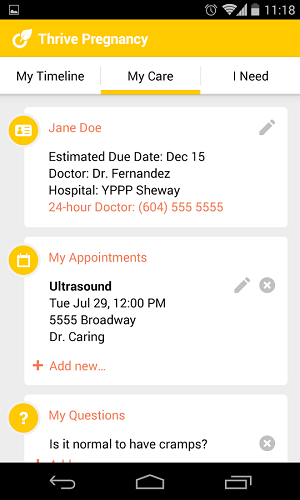 11:18
Thrive Pregnancy
My Timeline My Care I Need
Jane Doe
Estimated Due Date: Dec 15
Doctor: Dr. Fernandez
Hospital: YPPP Sheway
24-hour Doctor: (604) 555 5555
My Appointments
Ultrasound
Tue Jul 29, 12:00 PM
5555 Broadway
Dr. Caring
+ Add new...
? My Questions
Is it normal to have cramps?